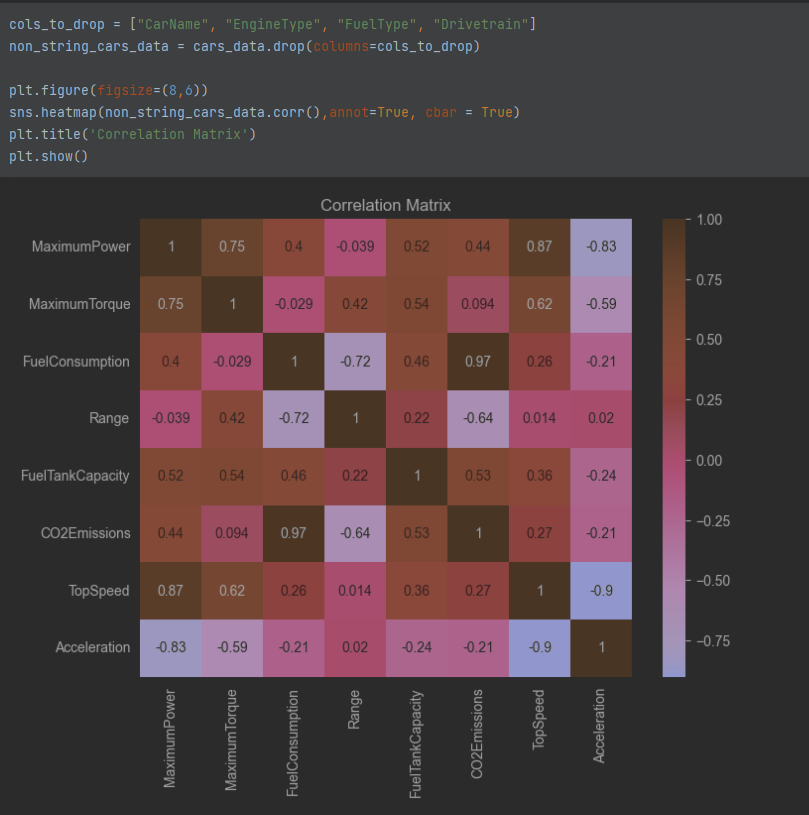 cols_to_drop = ["CarName", "EngineType", "FuelType", "Drivetrain"]
non_string_cars_data = cars_data.drop(columns=cols_to_drop)
plt.figure(figsize=(8,6))
sns.heatmap(non_string_cars_data.corr(),annot=True, cbar = True)
plt.title('Correlation Matrix')
plt.show()
Correlation Matrix
MaximumPower 1 0.75 0.4 -0.039 0.52 0.44 0.87 -0.83
MaximumTorque 0.75 1 -0.029 0.42 0.54 0.094 0.62 -0.59
FuelConsumption 0.4 -0.029 1 -0.72 0.46 0.97 0.26 -0.21
Range -0.039 0.42 -0.72 1 0.22 -0.64 0.014 0.02
FuelTankCapacity 0.52 0.54 0.46 0.22 1 0.53 0.36 -0.24
CO2Emissions 0.44 0.094 0.97 -0.64 0.53 1 0.27 -0.21
TopSpeed 0.87 0.62 0.26 0.014 0.36 0.27 1 -0.9
Acceleration -0.83 -0.59 -0.21 0.02 -0.24 -0.21 -0.9 1
MaximumPower
MaximumTorque
FuelConsumption
Range
FuelTankCapacity
CO2Emissions
TopSpeed
Acceleration
1.00
0.75
0.50
0.25
0.00
−0.25
−0.50
−0.75